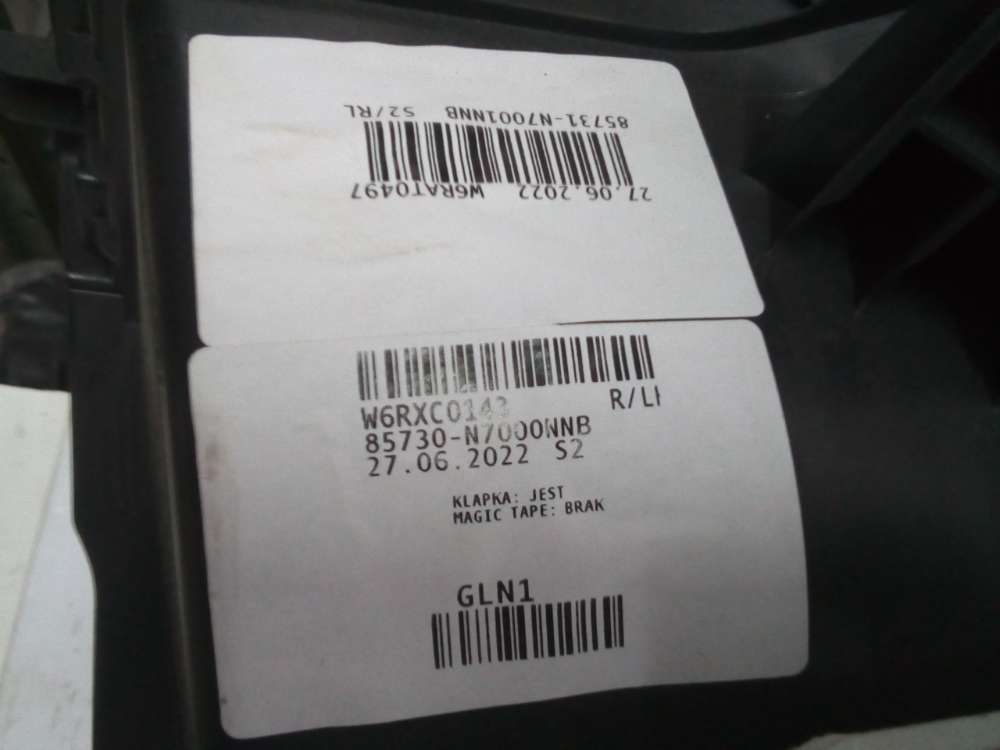 85731-N7001NNB S2/RL
27.06.2022 W6RAT0497
W6RXC0143 R/LH
85730-N7000NNB
27.06.2022 S2
KLAPKA: JEST
MAGIC TAPE: BRAK
GLN1